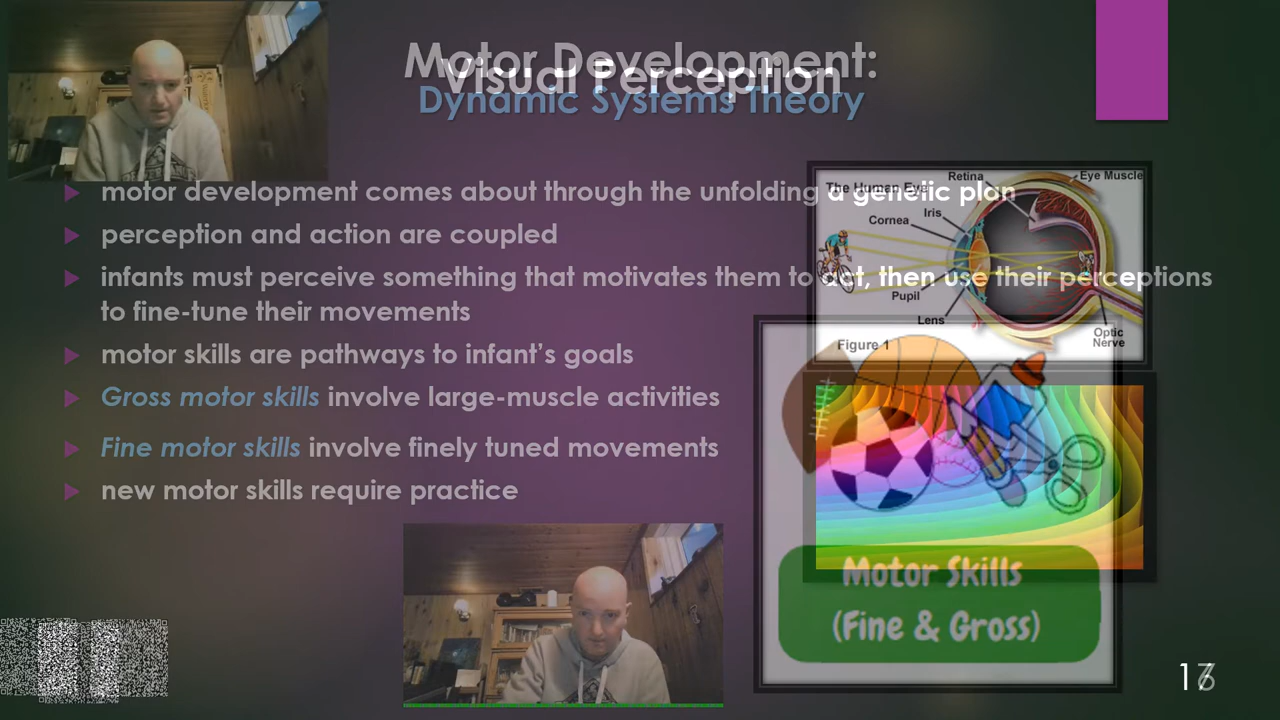 Motor Development:
Visual Perception
Dynamic Systems Theory
motor development comes about through the unfolding a genetic plan
perception and action are coupled
infants must perceive something that motivates them to act, then use their perceptions
to fine-tune their movements
motor skills are pathways to infant's goals
Gross motor skills involve large-muscle activities
Fine motor skills involve finely tuned movements
new motor skills require practice
The Human Eye
Retina
Eye Muscle
Iris
Cornea
Pupil
Lens
Optic
Nerve
Figure 1
Motor Skills
(Fine & Gross)